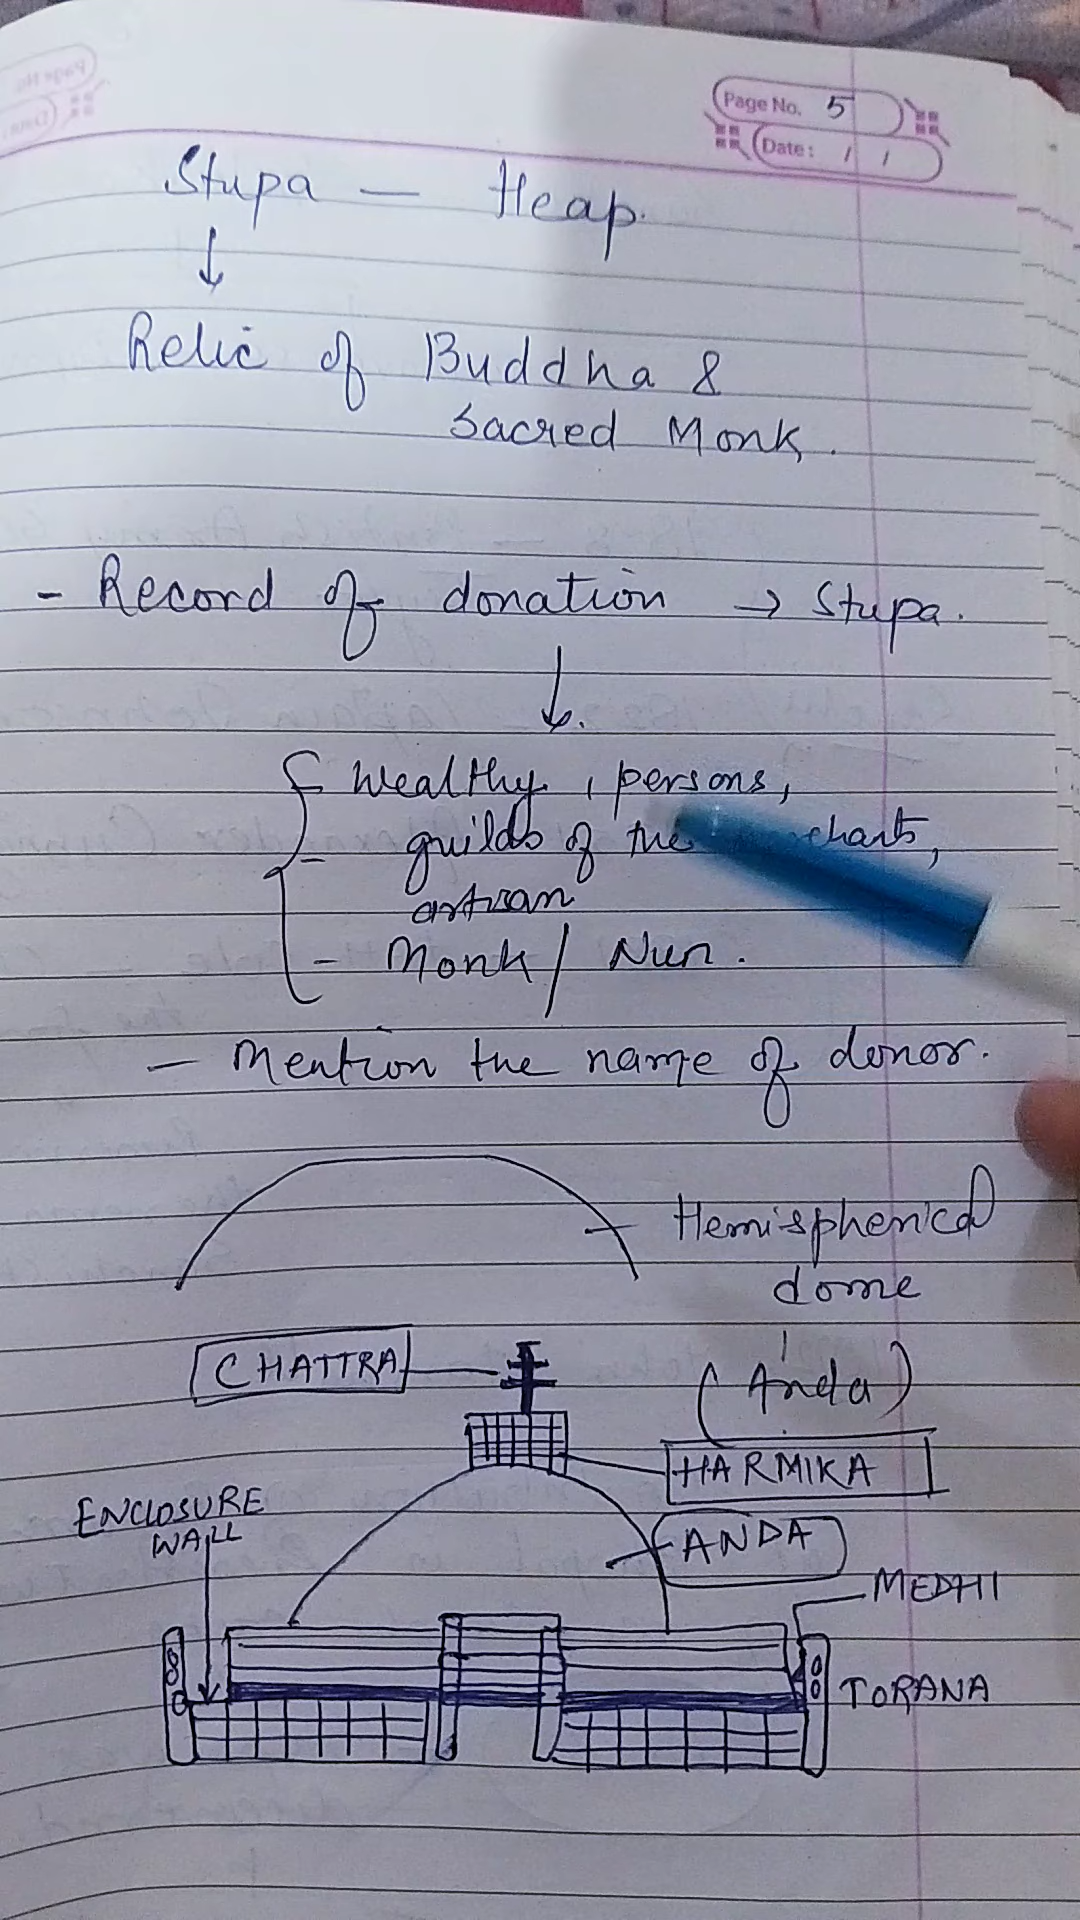 Page No. 5
Date: / /
Stupa — Heap.
↓
Relic of Buddha &
Sacred Monk.
- Record of donation → Stupa.
↓
Wealthy, persons,
- guilds of the
artisan
- Monk / Nun.
— Mention the name of donor.
Hemispherical
dome
(Anda)
CHATTRA
HARMIKA
ENCLOSURE
WALL
ANDA
MEDHI
TORANA